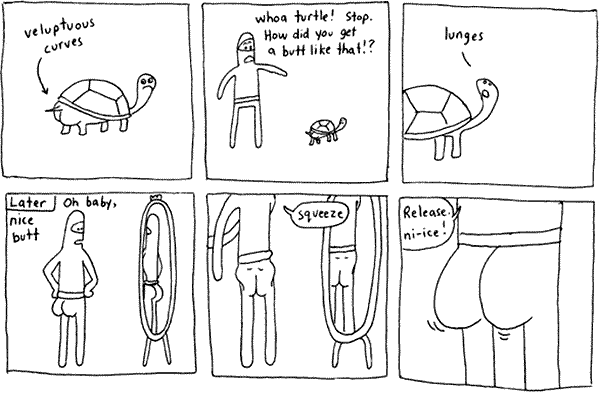 veluptuous
curves
whoa turtle! Stop.
How did you get
a butt like that!?
lunges
Later
Oh baby,
nice
butt
squeeze
Release.
ni-ice!